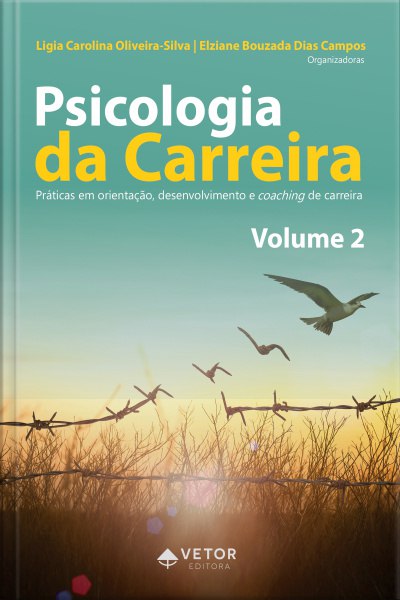 Ligia Carolina Oliveira-Silva | Elziane Bouzada Dias Campos
Organizadoras
Psicologia
da Carreira
Práticas em orientação, desenvolvimento e coaching de carreira
Volume 2
VETOR
EDITORA